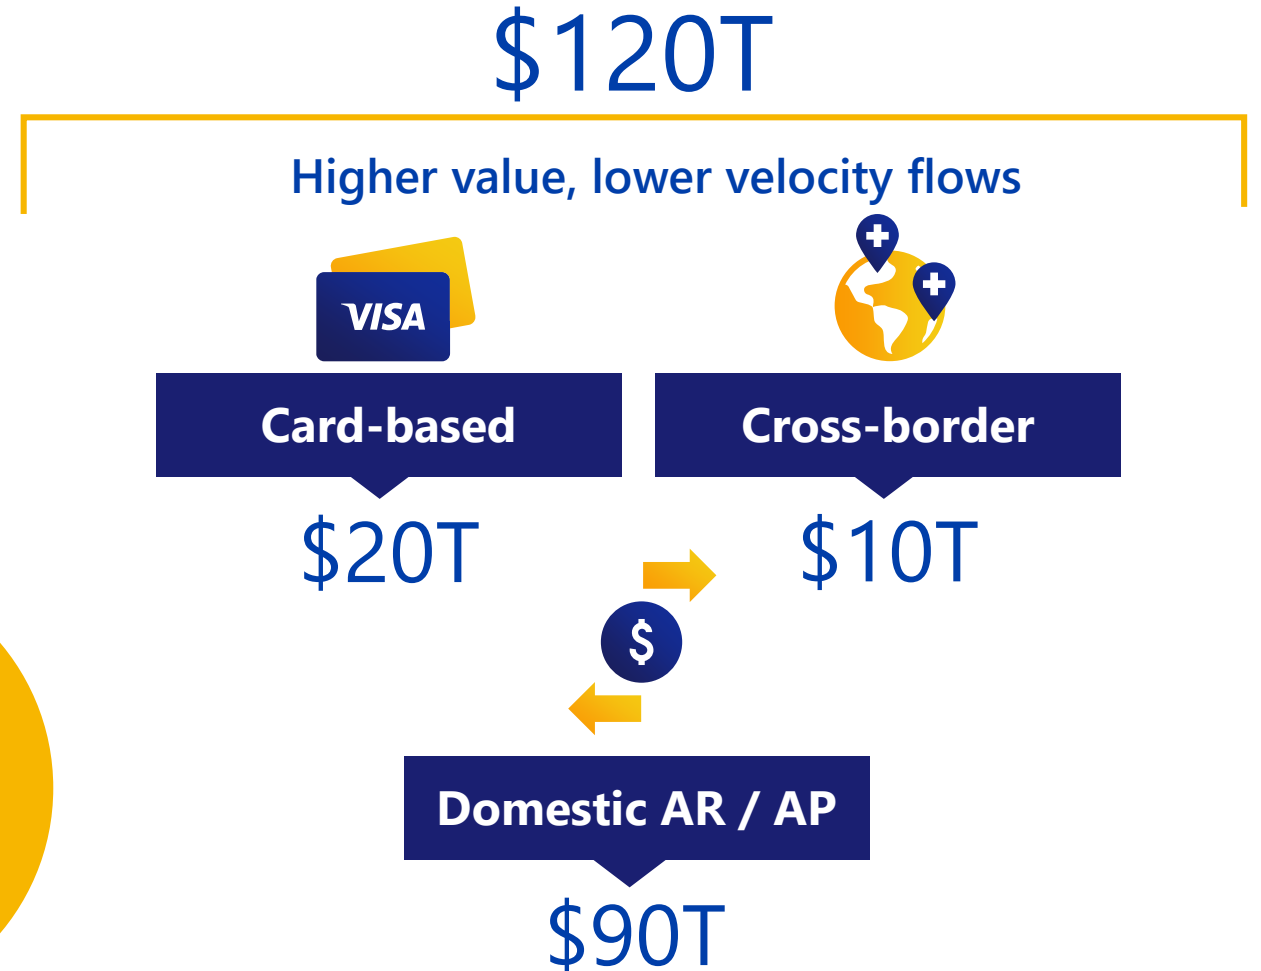 $120T
Higher value, lower velocity flows
VISA
Card-based
Cross-border
$20T
$10T
$
Domestic AR / AP
$90T